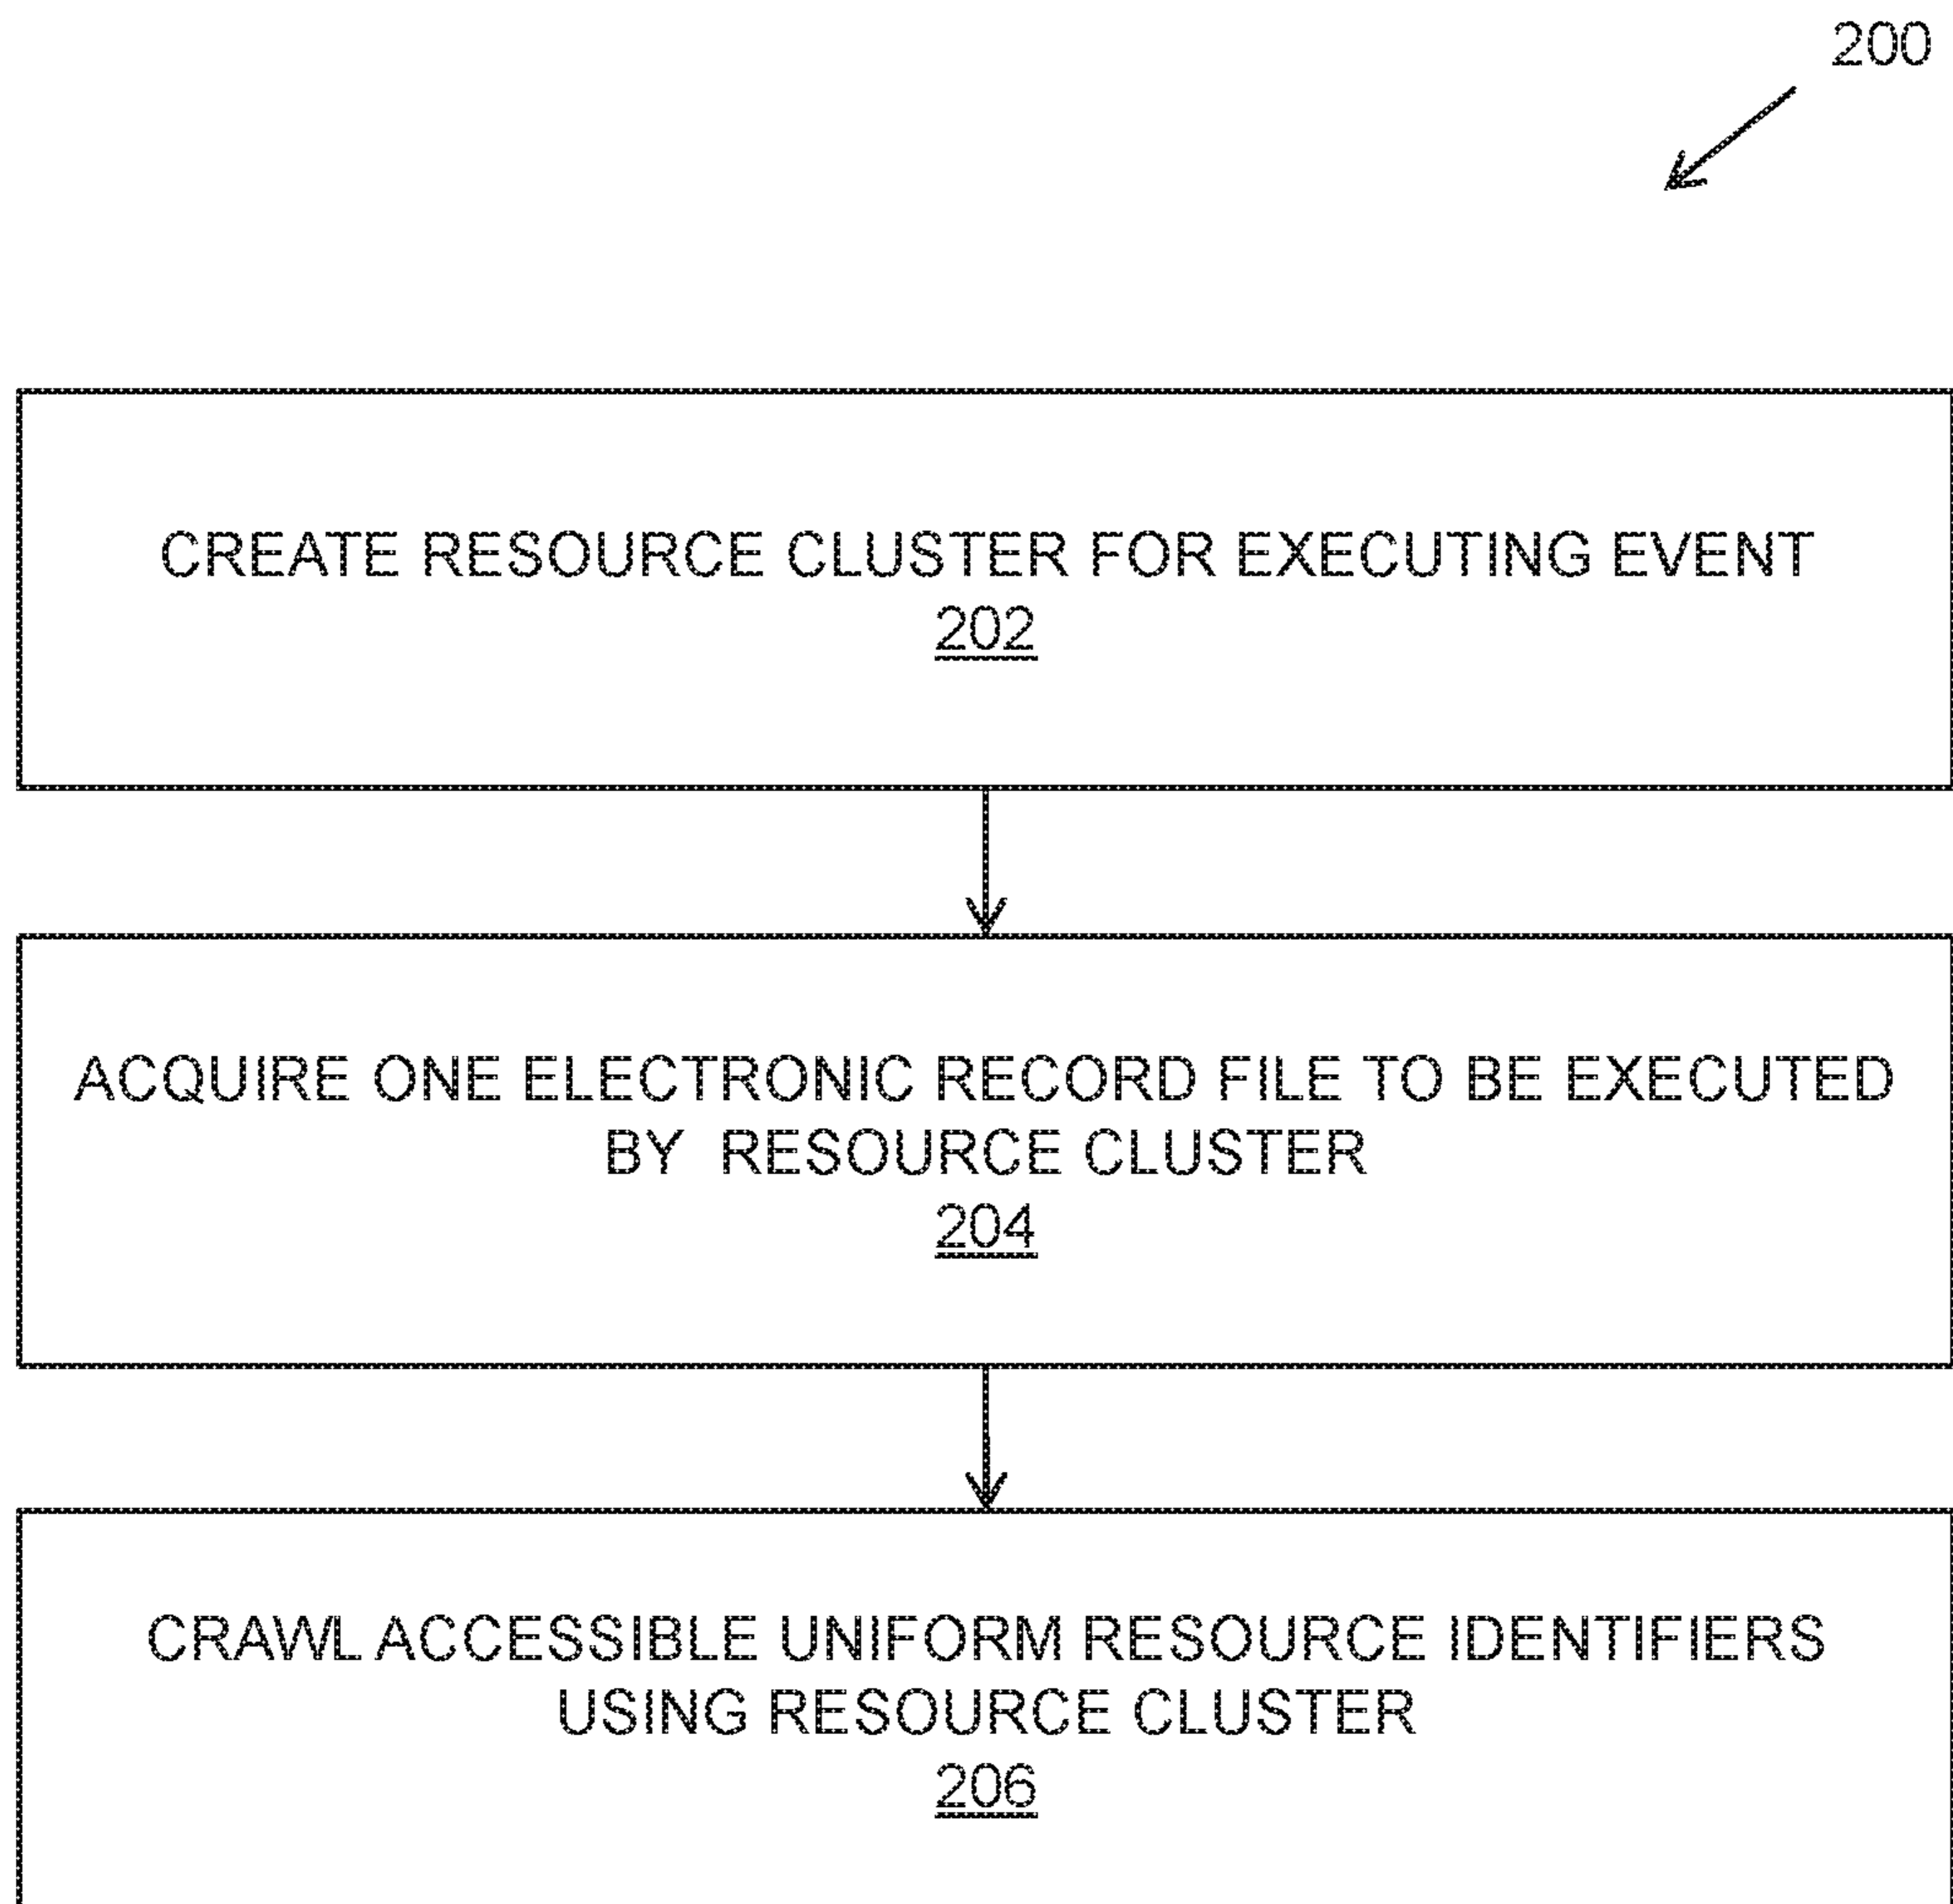 200
CREATE RESOURCE CLUSTER FOR EXECUTING EVENT
202
ACQUIRE ONE ELECTRONIC RECORD FILE TO BE EXECUTED
BY RESOURCE CLUSTER
204
CRAWL ACCESSIBLE UNIFORM RESOURCE IDENTIFIERS
USING RESOURCE CLUSTER
206